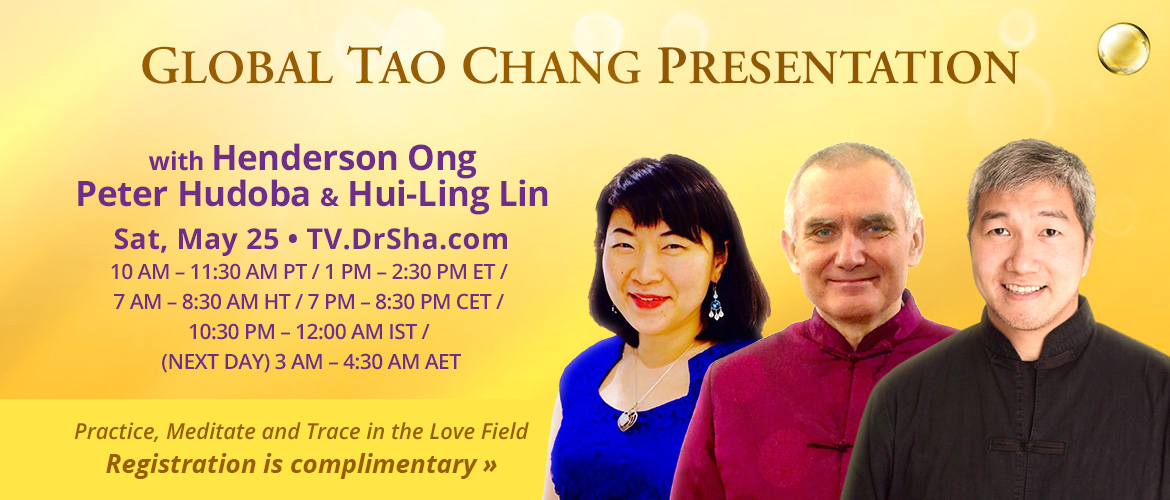 GLOBAL TAO CHANG PRESENTATION
with Henderson Ong
Peter Hudoba & Hui-Ling Lin
Sat, May 25 • TV.DrSha.com
10 AM – 11:30 AM PT / 1 PM – 2:30 PM ET /
7 AM – 8:30 AM HT / 7 PM – 8:30 PM CET /
10:30 PM – 12:00 AM IST /
(NEXT DAY) 3 AM – 4:30 AM AET
Practice, Meditate and Trace in the Love Field
Registration is complimentary »